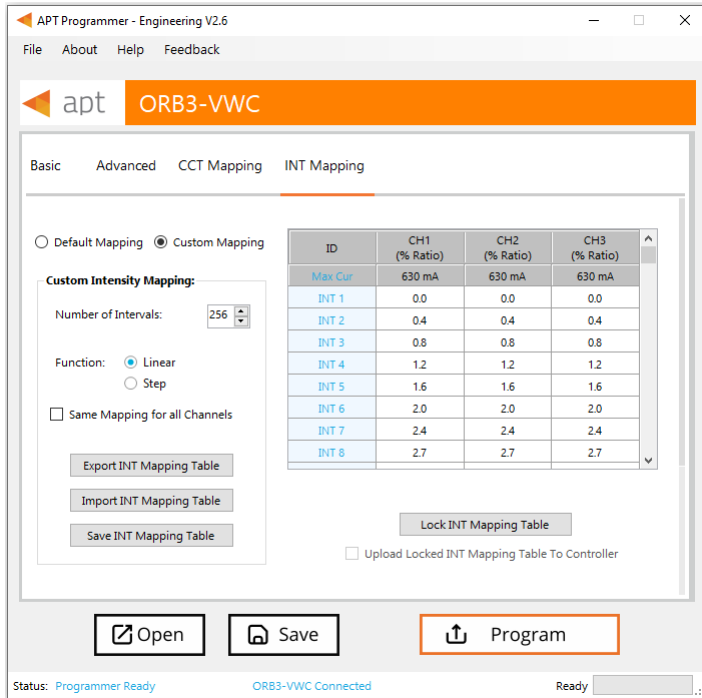 APT Programmer - Engineering V2.6
File About Help Feedback
apt ORB3-VWC
Basic Advanced CCT Mapping INT Mapping
Default Mapping Custom Mapping
Custom Intensity Mapping:
Number of Intervals: 256
Function: Linear
Step
Same Mapping for all Channels
Export INT Mapping Table
Import INT Mapping Table
Save INT Mapping Table
ID CH1 (% Ratio) CH2 (% Ratio) CH3 (% Ratio)
Max Cur 630 mA 630 mA 630 mA
INT 1 0.0 0.0 0.0
INT 2 0.4 0.4 0.4
INT 3 0.8 0.8 0.8
INT 4 1.2 1.2 1.2
INT 5 1.6 1.6 1.6
INT 6 2.0 2.0 2.0
INT 7 2.4 2.4 2.4
INT 8 2.7 2.7 2.7
Lock INT Mapping Table
Upload Locked INT Mapping Table To Controller
Open Save Program
Status: Programmer Ready ORB3-VWC Connected Ready